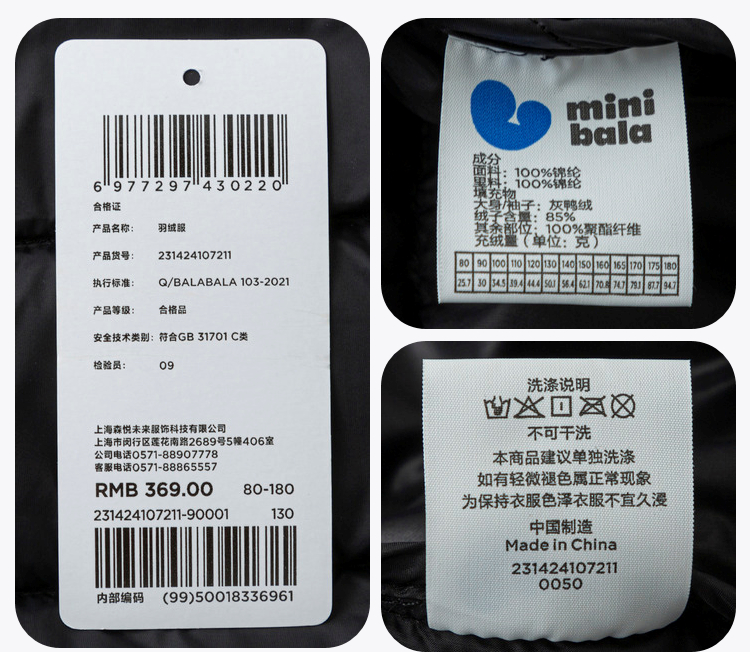 6 977297 430220
合格证
产品名称: 羽绒服
产品货号: 231424107211
执行标准: Q/BALABALA 103-2021
产品等级: 合格品
安全技术类别: 符合GB 31701 C类
检验员: 09
上海森悦未来服饰科技有限公司
上海市闵行区莲花南路2689号5幢406室
公司电话0571-88907778
客服电话0571-88865557
RMB 369.00 80-180
231424107211-90001 130
内部编码 (99)50018336961
mini
bala
成分
面料: 100%锦纶
里料: 100%锦纶
填充物
大身/袖子: 灰鸭绒
绒子含量: 85%
其余部位: 100%聚酯纤维
充绒量(单位: 克)
80 90 100 110 120 130 140 150 160 165 170 175 180
25.7 30 34.5 39.4 44.4 50.1 56.4 62.1 70.8 74.7 79.1 87.7 94.7
洗涤说明
不可干洗
本商品建议单独洗涤
如有轻微褪色属正常现象
为保持衣服色泽衣服不宜久浸
中国制造
Made in China
231424107211
0050